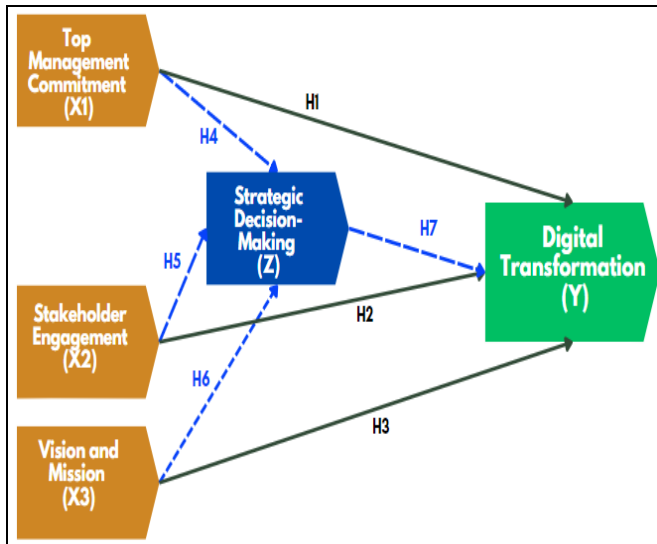 Top
Management
Commitment
(X1)
H1
H4
Strategic
Decision-
Making
(Z)
H7
Digital
Transformation
(Y)
H5
Stakeholder
Engagement
(X2)
H2
H6
Vision and
Mission
(X3)
H3